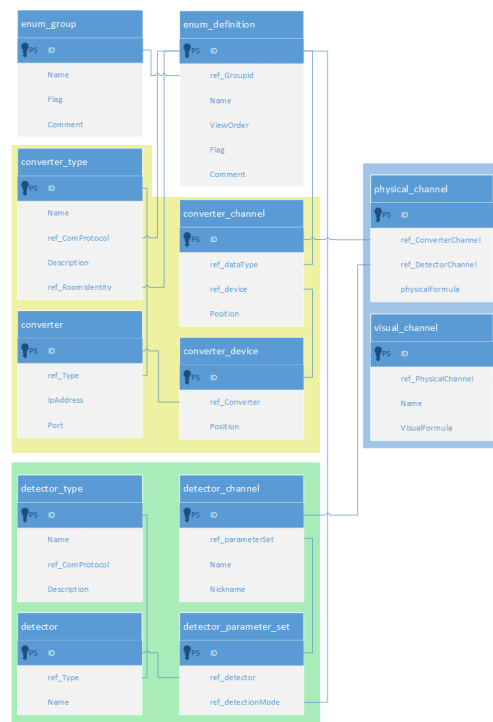 enum_group
PS ID
Name
Flag
Comment
enum_definition
PS ID
ref_GroupId
Name
ViewOrder
Flag
Comment
converter_type
PS ID
Name
ref_ComProtocol
Description
ref_RoomIdentity
converter_channel
PS ID
ref_dataType
ref_device
Position
physical_channel
PS ID
ref_ConverterChannel
ref_DetectorChannel
physicalFormula
converter
PS ID
ref_Type
IpAddress
Port
converter_device
PS ID
ref_Converter
Position
visual_channel
PS ID
ref_PhysicalChannel
Name
VisualFormula
detector_type
PS ID
Name
ref_ComProtocol
Description
detector_channel
PS ID
ref_parameterSet
Name
Nickname
detector
PS ID
ref_Type
Name
detector_parameter_set
PS ID
ref_detector
ref_detectionMode